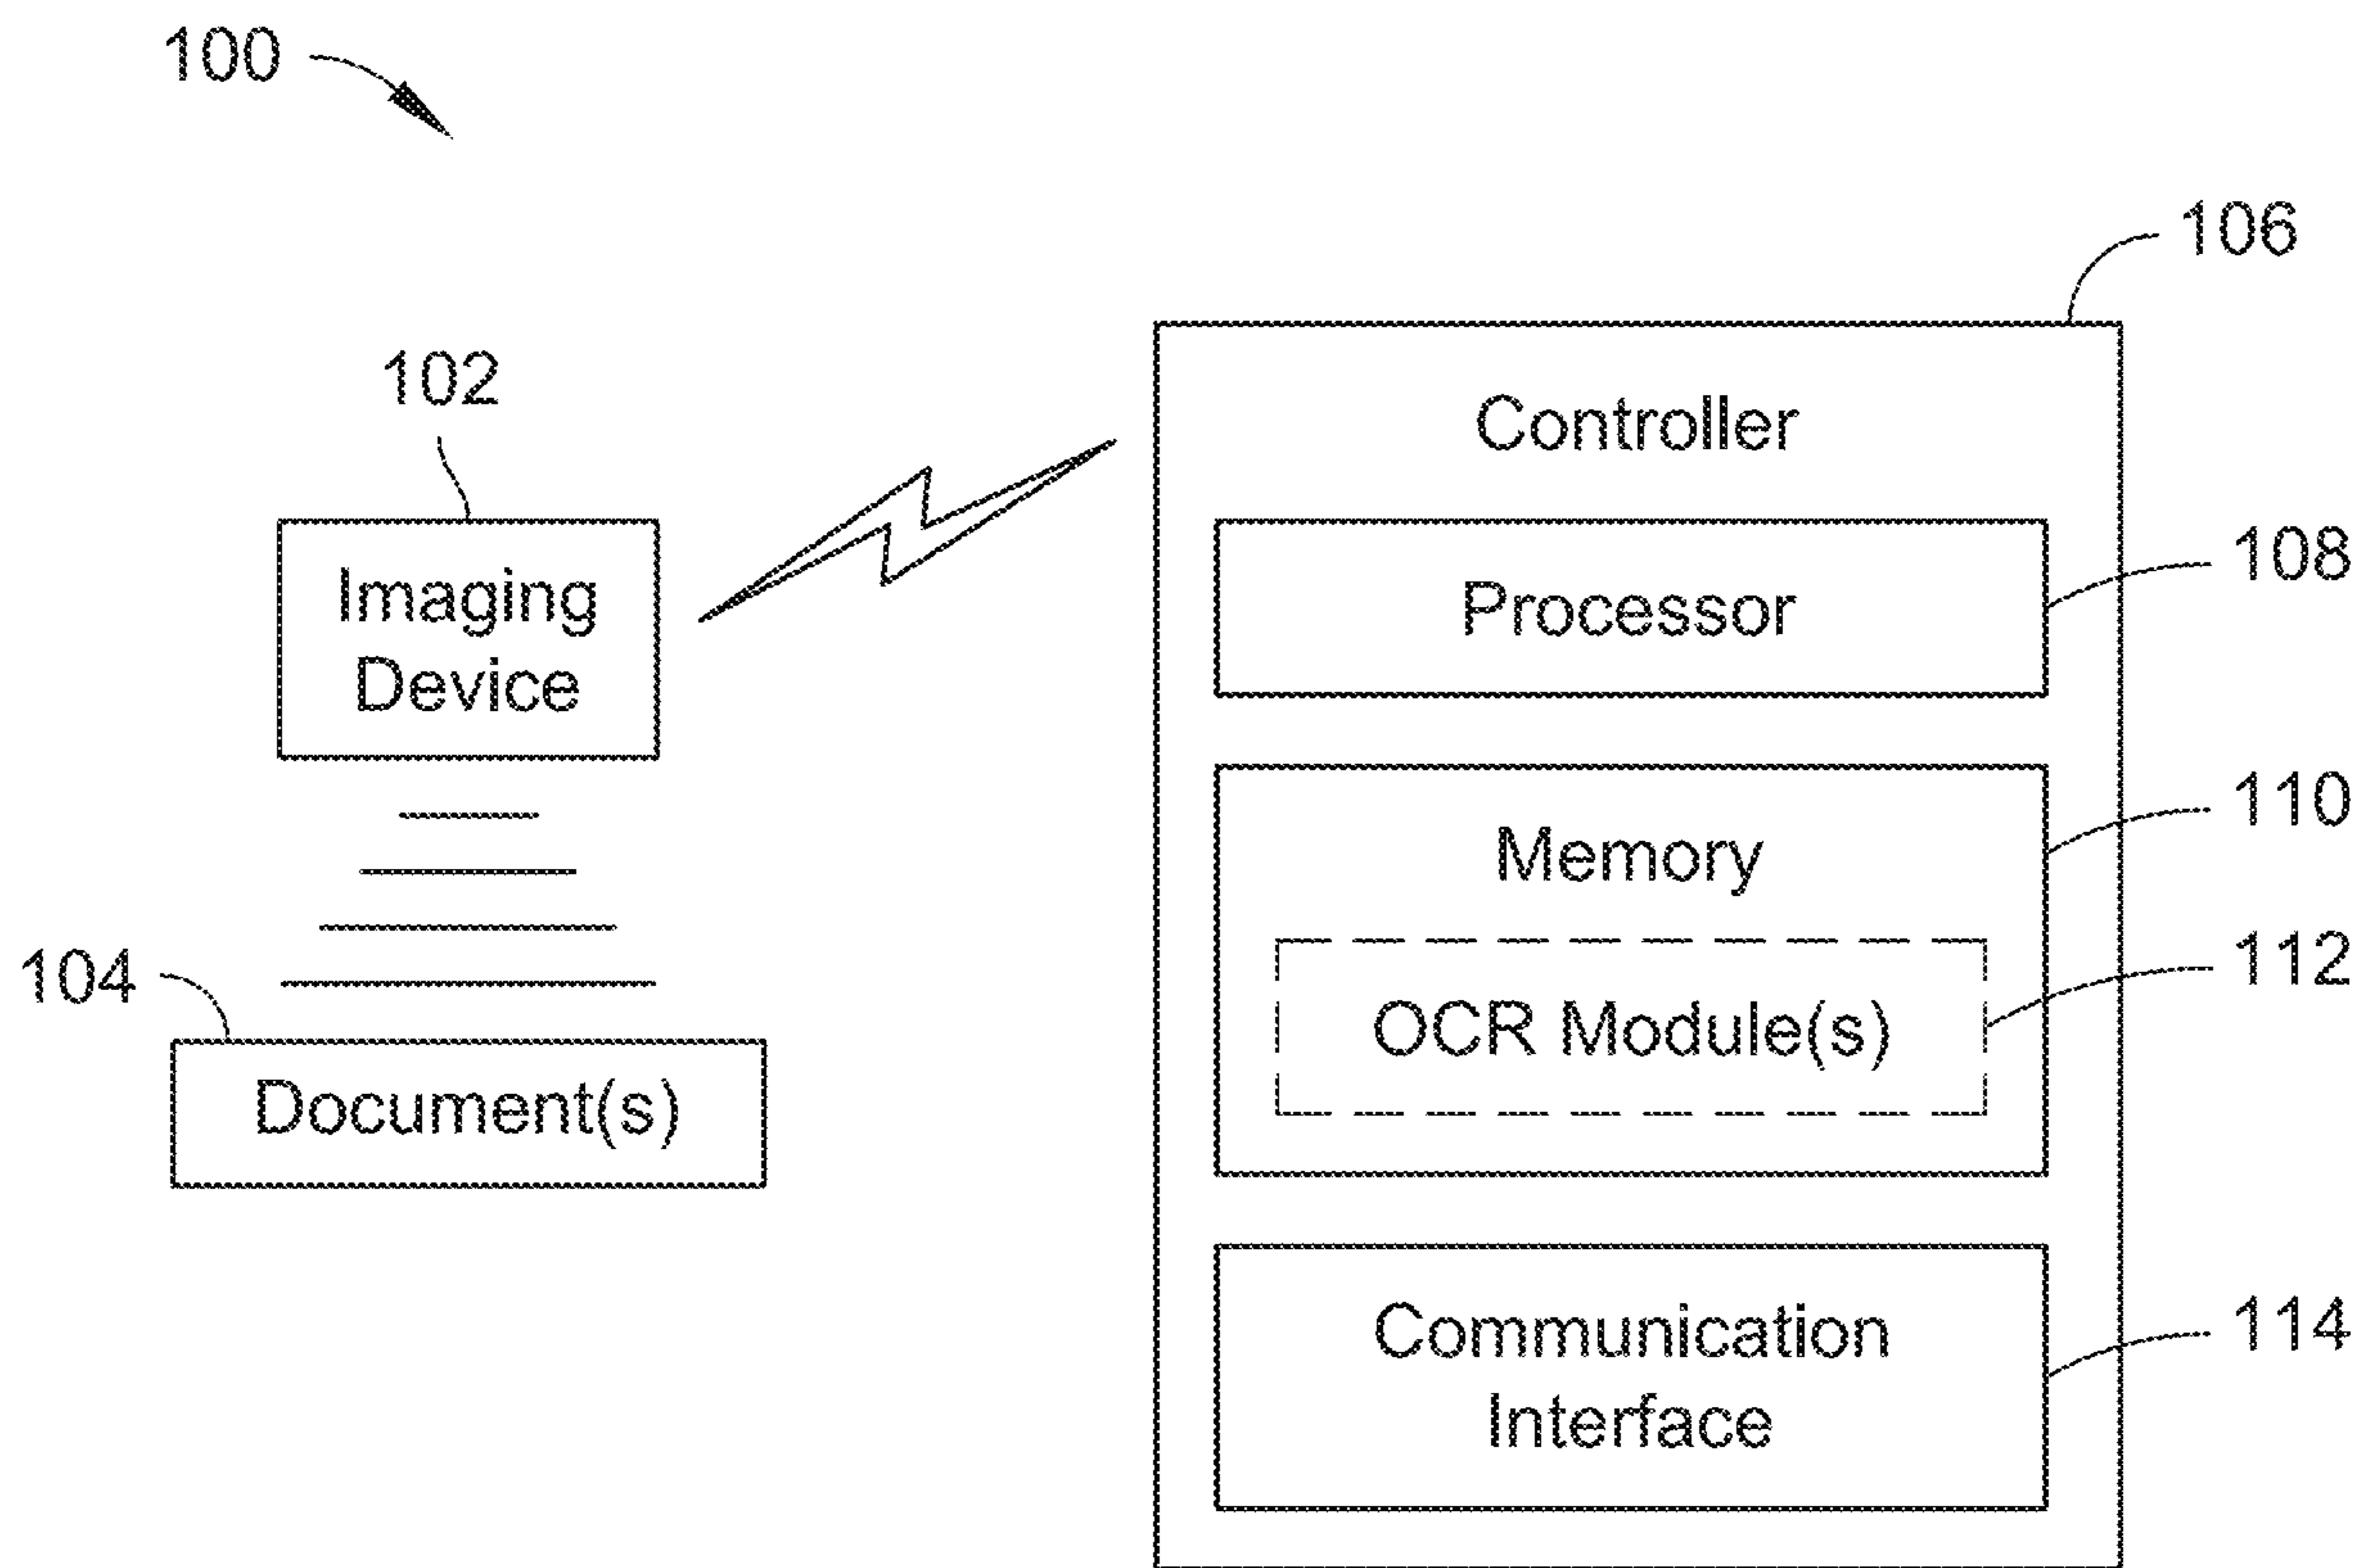 100
106
102
Controller
Imaging
Device
Processor
108
Memory
110
OCR Module(s)
112
104
Document(s)
Communication
Interface
114